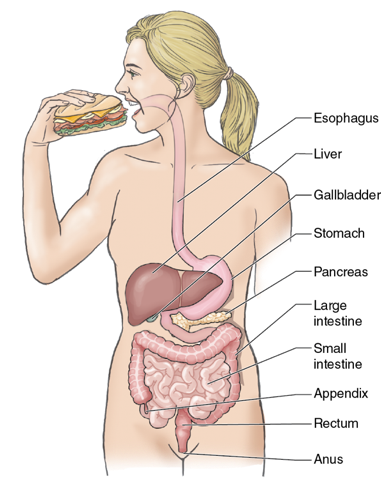 Esophagus
Liver
Gallbladder
Stomach
Pancreas
Large
intestine
Small
intestine
Appendix
Rectum
Anus